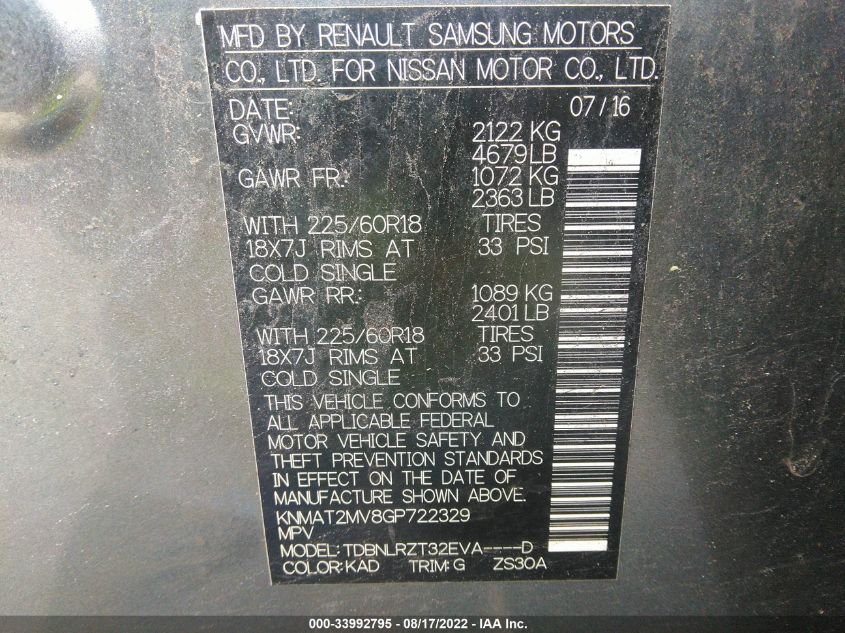 MFD BY RENAULT SAMSUNG MOTORS
CO., LTD. FOR NISSAN MOTOR CO., LTD.
DATE: 07/16
GVWR: 2122 KG
4679 LB
GAWR FR.: 1072 KG
2363 LB
WITH 225/60R18 TIRES
18X7J RIMS AT 33 PSI
COLD SINGLE
GAWR RR.: 1089 KG
2401 LB
WITH 225/60R18 TIRES
18X7J RIMS AT 33 PSI
COLD SINGLE
THIS VEHICLE CONFORMS TO
ALL APPLICABLE FEDERAL
MOTOR VEHICLE SAFETY AND
THEFT PREVENTION STANDARDS
IN EFFECT ON THE DATE OF
MANUFACTURE SHOWN ABOVE.
KNMAT2MV8GP722329
MPV
MODEL: TDBNLRZT32EVA----D
COLOR: KAD TRIM: G ZS30A
000-33992795 - 08/17/2022 - IAA Inc.